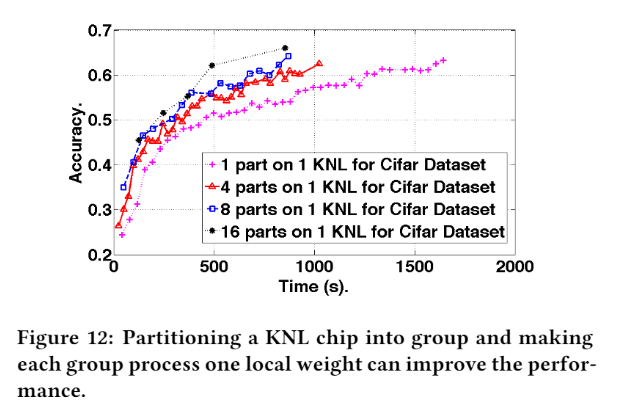 0.7
0.6
0.5
0.4
0.3
0.2
Accuracy.
1 part on 1 KNL for Cifar Dataset
4 parts on 1 KNL for Cifar Dataset
8 parts on 1 KNL for Cifar Dataset
16 parts on 1 KNL for Cifar Dataset
0 500 1000 1500 2000
Time (s).
Figure 12: Partitioning a KNL chip into group and making
each group process one local weight can improve the perfor-
mance.